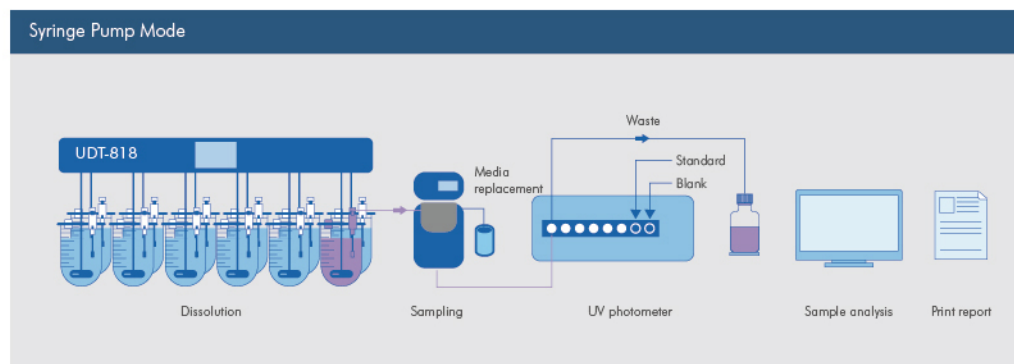 Syringe Pump Mode
UDT-818
Waste
Standard
Blank
Media
replacement
Dissolution
Sampling
UV photometer
Sample analysis
Print report